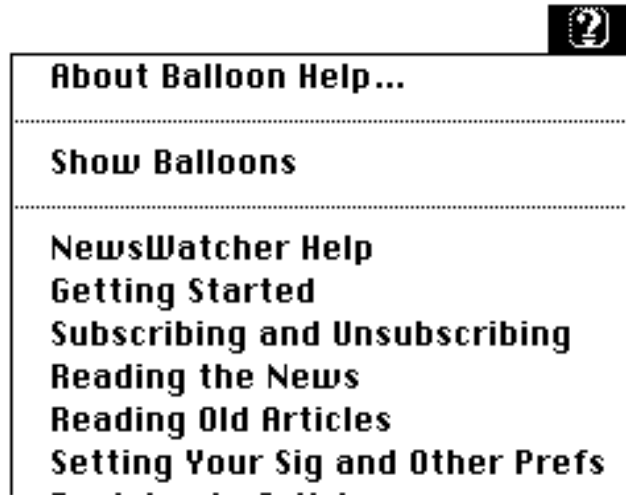 ?
About Balloon Help...
Show Balloons
NewsWatcher Help
Getting Started
Subscribing and Unsubscribing
Reading the News
Reading Old Articles
Setting Your Sig and Other Prefs